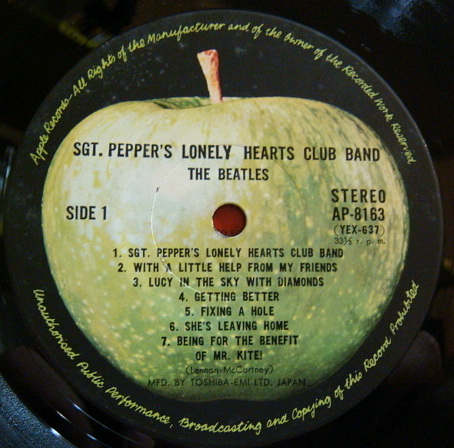 Apple Records-All Rights of the Manufacturer and of the Owner of the Recorded Work Reserved
SGT. PEPPER'S LONELY HEARTS CLUB BAND
THE BEATLES
SIDE 1
STEREO
AP-8163
(YEX-637)
33⅓ r. p. m.
1. SGT. PEPPER'S LONELY HEARTS CLUB BAND
2. WITH A LITTLE HELP FROM MY FRIENDS
3. LUCY IN THE SKY WITH DIAMONDS
4. GETTING BETTER
5. FIXING A HOLE
6. SHE'S LEAVING HOME
7. BEING FOR THE BENEFIT
OF MR. KITE!
(Lennon-McCartney)
MFD. BY TOSHIBA-EMI LTD. JAPAN
Unauthorised Public Performance, Broadcasting and Copying of this Record Prohibited